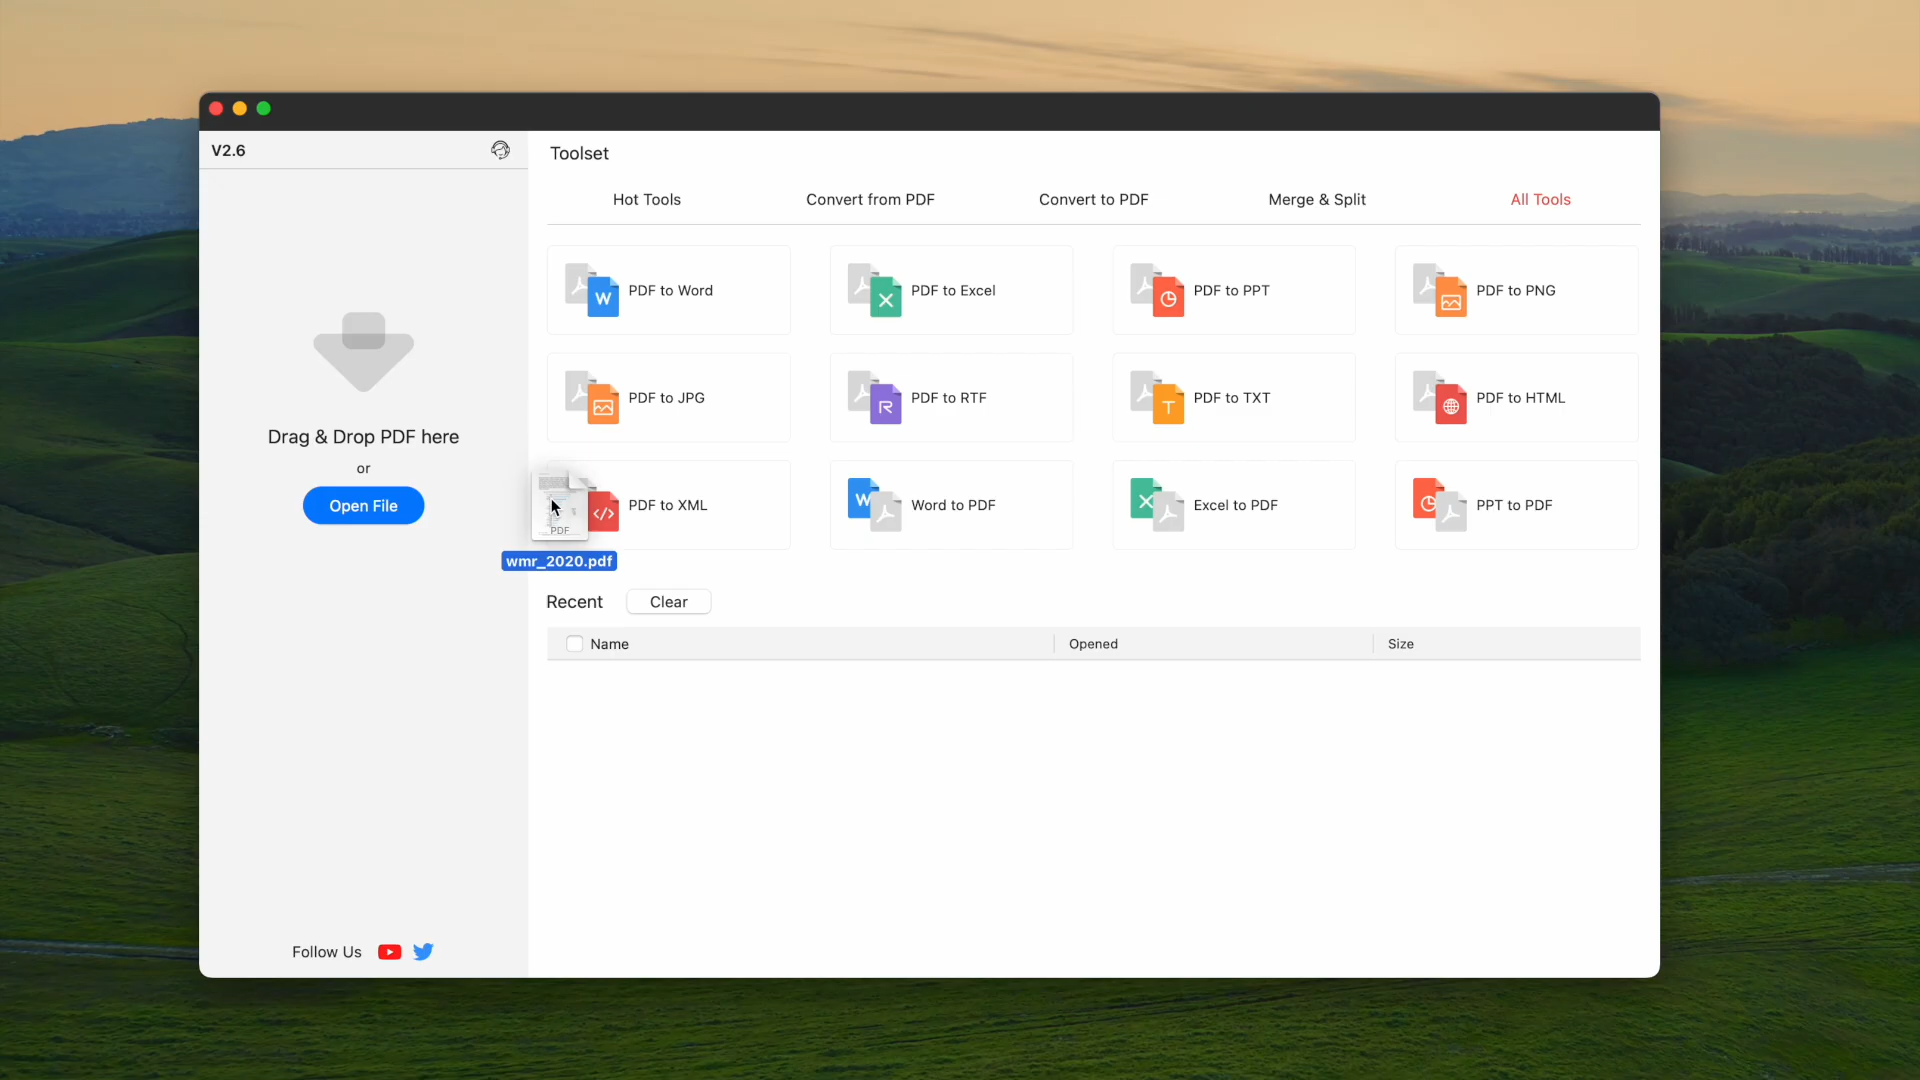 V2.6
Toolset
Hot Tools
Convert from PDF
Convert to PDF
Merge & Split
All Tools
PDF to Word
PDF to Excel
PDF to PPT
PDF to PNG
PDF to JPG
PDF to RTF
PDF to TXT
PDF to HTML
PDF to XML
Word to PDF
Excel to PDF
PPT to PDF
Drag & Drop PDF here
or
Open File
PDF
wmr_2020.pdf
Recent
Clear
Name
Opened
Size
Follow Us